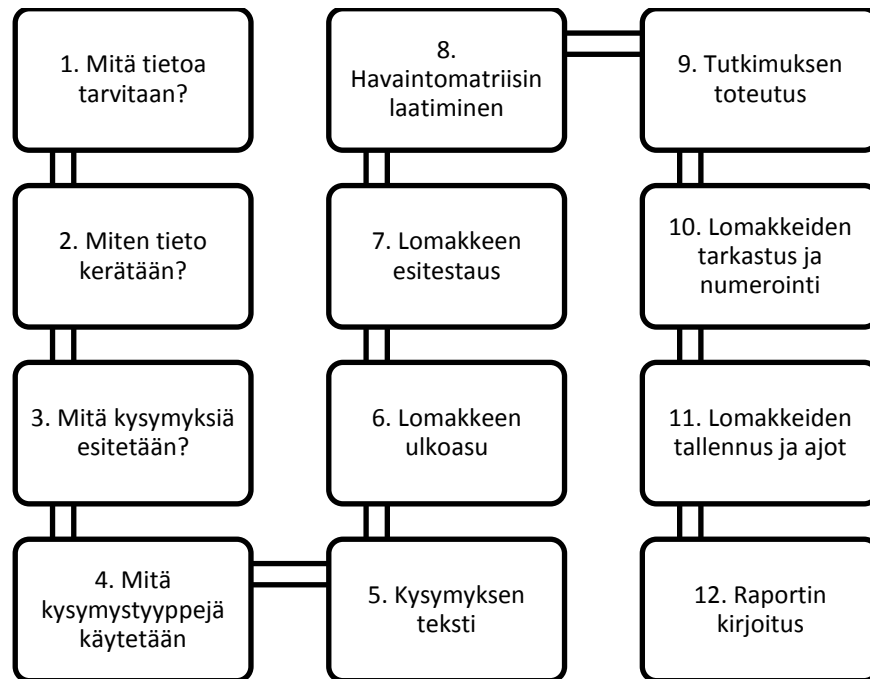 1. Mitä tietoa
tarvitaan?
2. Miten tieto
kerätään?
3. Mitä kysymyksiä
esitetään?
4. Mitä
kysymystyyppejä
käytetään
5. Kysymyksen
teksti
6. Lomakkeen
ulkoasu
7. Lomakkeen
esitestaus
8.
Havaintomatriisin
laatiminen
9. Tutkimuksen
toteutus
10. Lomakkeiden
tarkastus ja
numerointi
11. Lomakkeiden
tallennus ja ajot
12. Raportin
kirjoitus